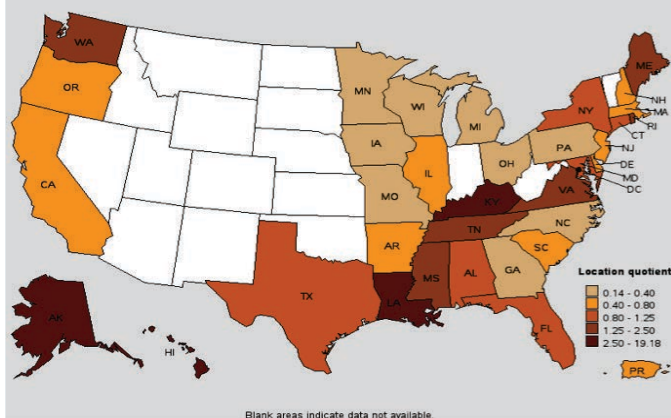 WA
ME
OR
MN
NH
WI
NY
MA
MI
RI
CT
IA
PA
NJ
OH
IL
DE
CA
MD
MO
VA
DC
KY
NC
TN
AR
SC
MS
AL
GA
Location quotient
0.14 - 0.40
TX
0.40 - 0.80
LA
0.80 - 1.25
AK
FL
1.25 - 2.50
2.50 - 19.18
HI
PR
Blank areas indicate data not available.